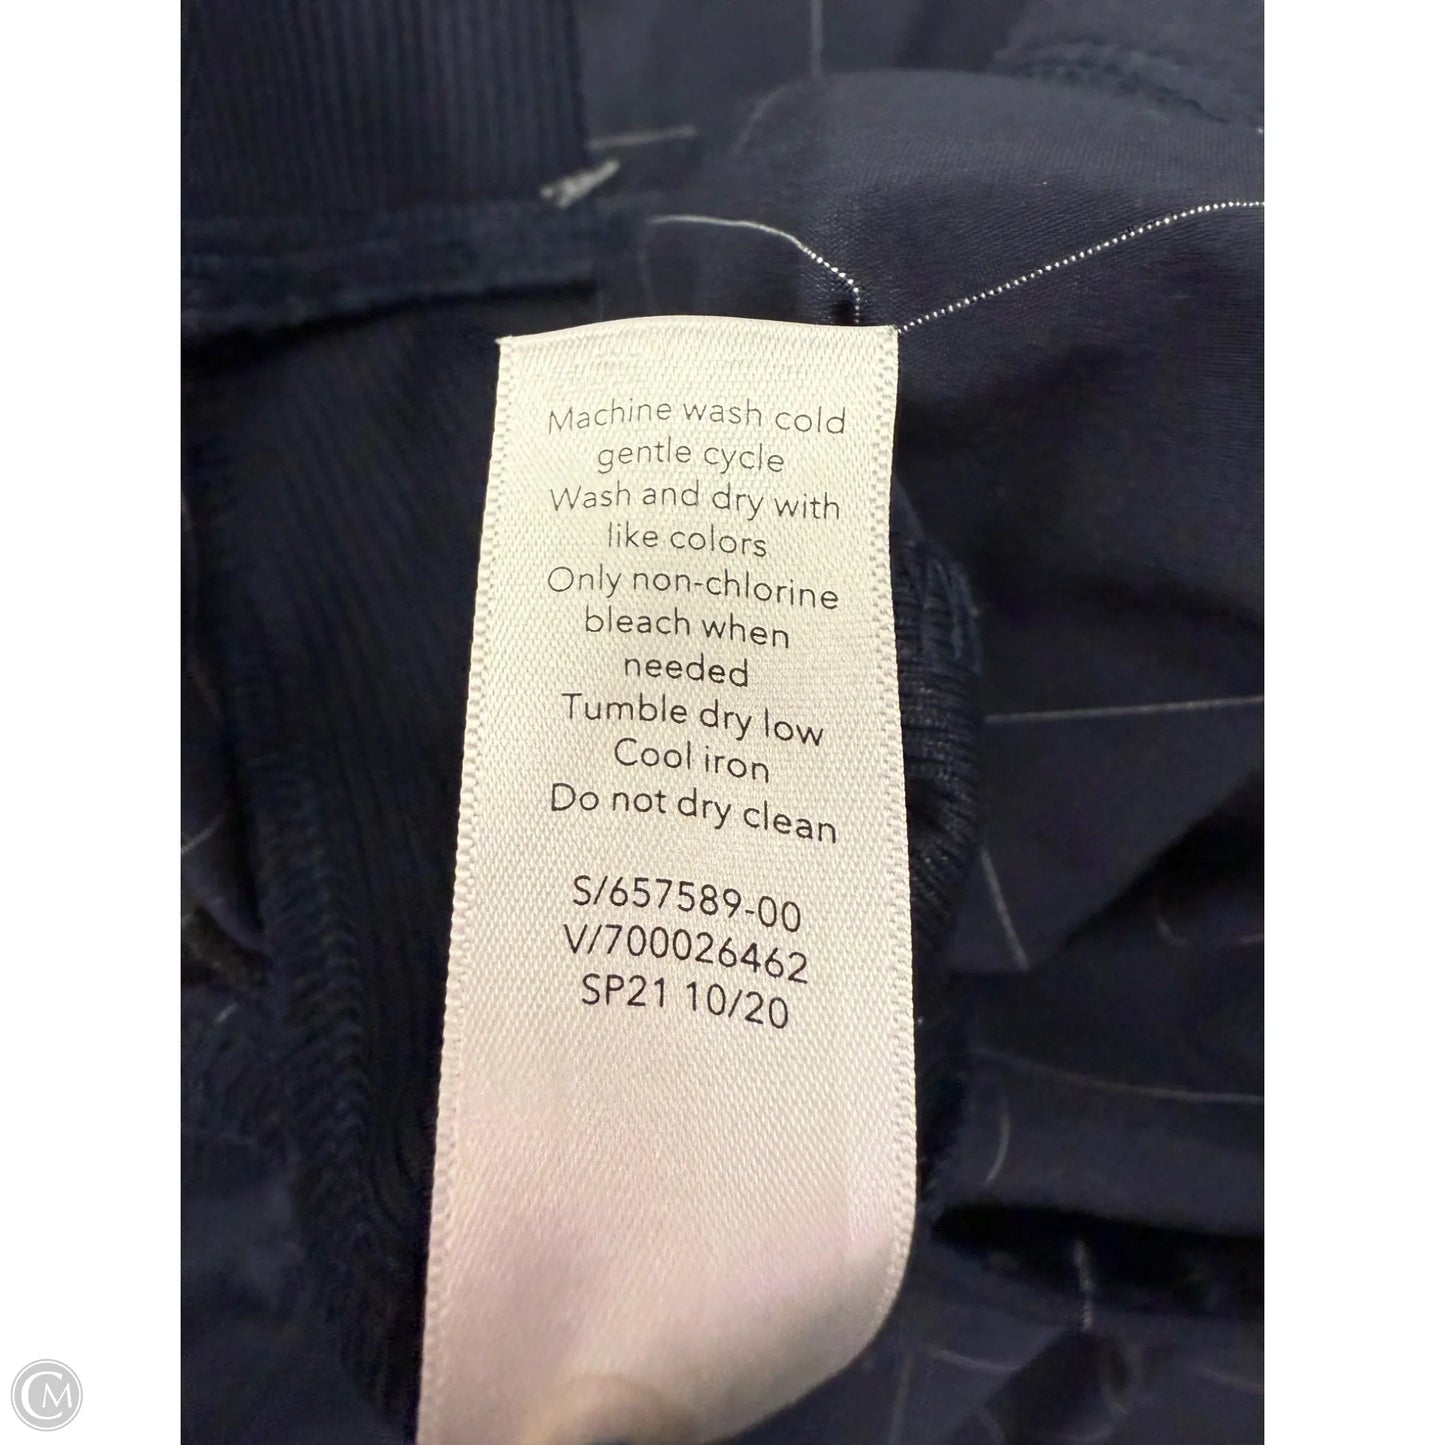 Machine wash cold
gentle cycle
Wash and dry with
like colors
Only non-chlorine
bleach when
needed
Tumble dry low
Cool iron
Do not dry clean
S/657589-00
V/700026462
SP21 10/20
CM